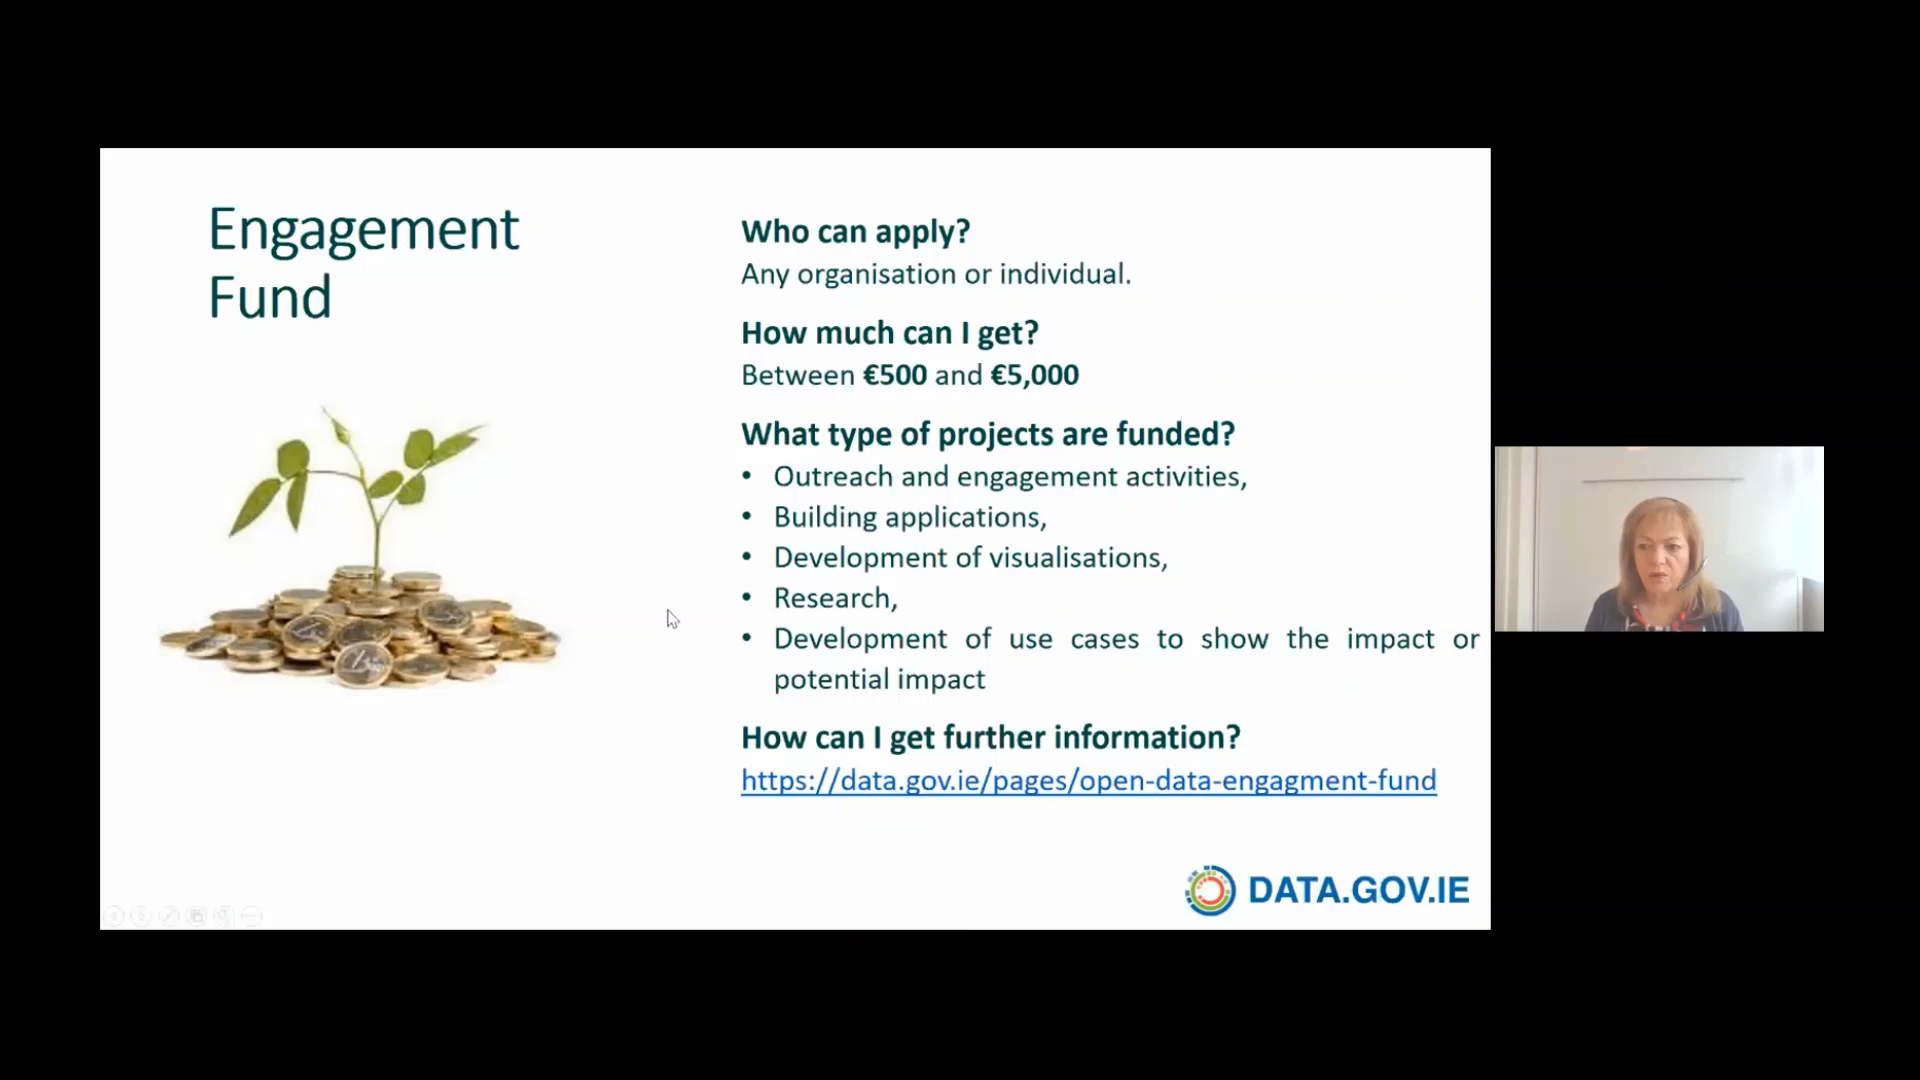 Engagement
Fund
Who can apply?
Any organisation or individual.
How much can I get?
Between €500 and €5,000
What type of projects are funded?
• Outreach and engagement activities,
• Building applications,
• Development of visualisations,
• Research,
• Development of use cases to show the impact or
potential impact
How can I get further information?
https://data.gov.ie/pages/open-data-engagment-fund
DATA.GOV.IE